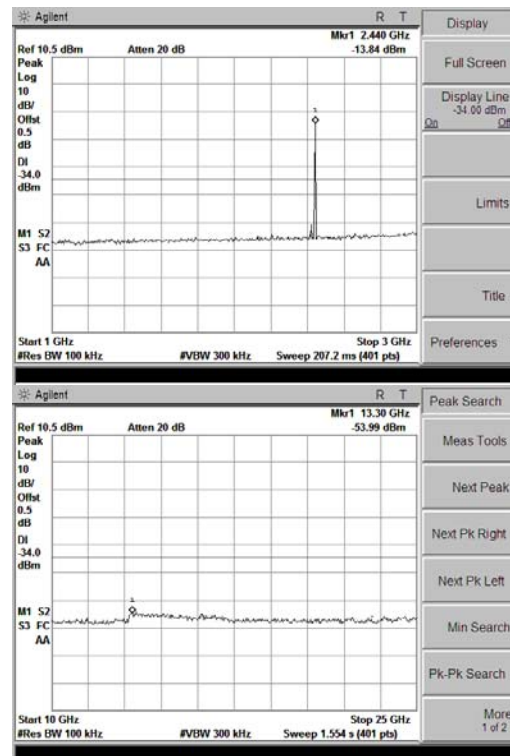 Agilent R T Display
Mkr1 2.440 GHz
Ref 10.5 dBm Atten 20 dB -13.84 dBm
Peak
Log
10
dB/
Offst
0.5
dB
DI
-34.0
dBm
1
M1 S2
S3 FC
AA
Start 1 GHz Stop 3 GHz
#Res BW 100 kHz #VBW 300 kHz Sweep 207.2 ms (401 pts)
Full Screen
Display Line
-34.00 dBm
On Off
Limits
Title
Preferences
Agilent R T Peak Search
Mkr1 13.30 GHz
Ref 10.5 dBm Atten 20 dB -53.99 dBm
Peak
Log
10
dB/
Offst
0.5
dB
DI
-34.0
dBm
1
M1 S2
S3 FC
AA
Start 10 GHz Stop 25 GHz
#Res BW 100 kHz #VBW 300 kHz Sweep 1.554 s (401 pts)
Meas Tools
Next Peak
Next Pk Right
Next Pk Left
Min Search
Pk-Pk Search
More
1 of 2